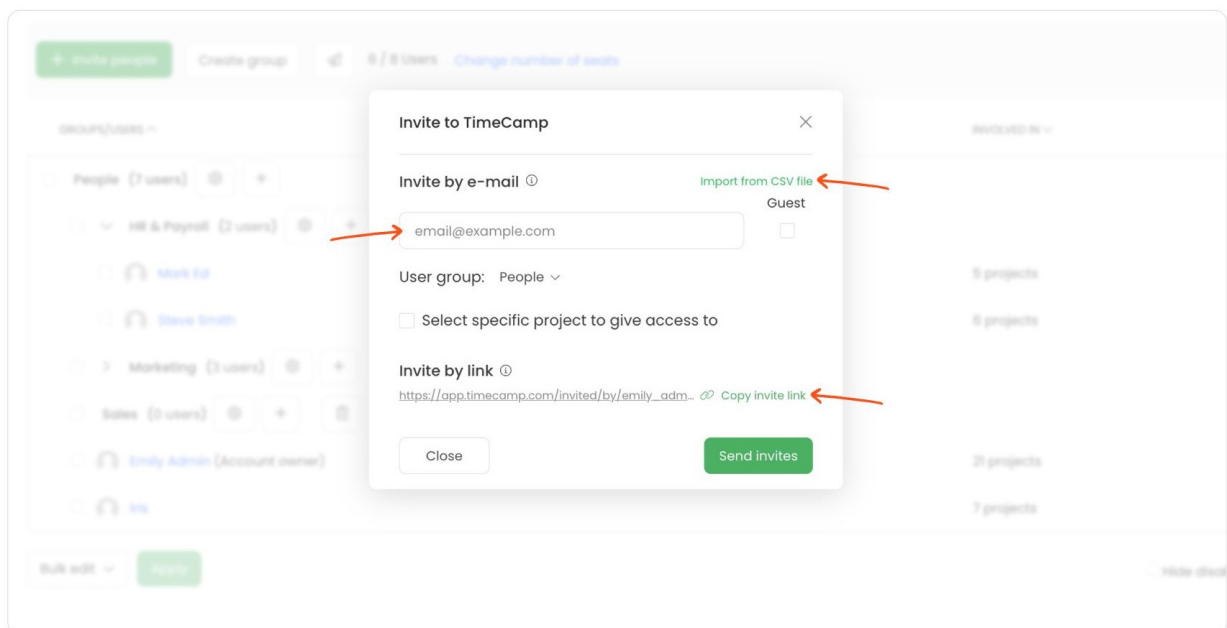 + Invite people Create group 6 / 8 Users Change number of seats
GROUPS/USERS INVOLVED IN
Invite to TimeCamp
Invite by e-mail Import from CSV file
Guest
email@example.com
User group: People
Select specific project to give access to
Invite by link
https://app.timecamp.com/invited/by/emily_adm... Copy invite link
Close Send invites
People (7 users)
HR & Payroll (2 users)
Mark Ed 5 projects
Steve Smith 6 projects
Marketing (3 users)
Sales (0 users)
Emily Admin (Account owner) 21 projects
Iris 7 projects
Bulk edit Apply Hide